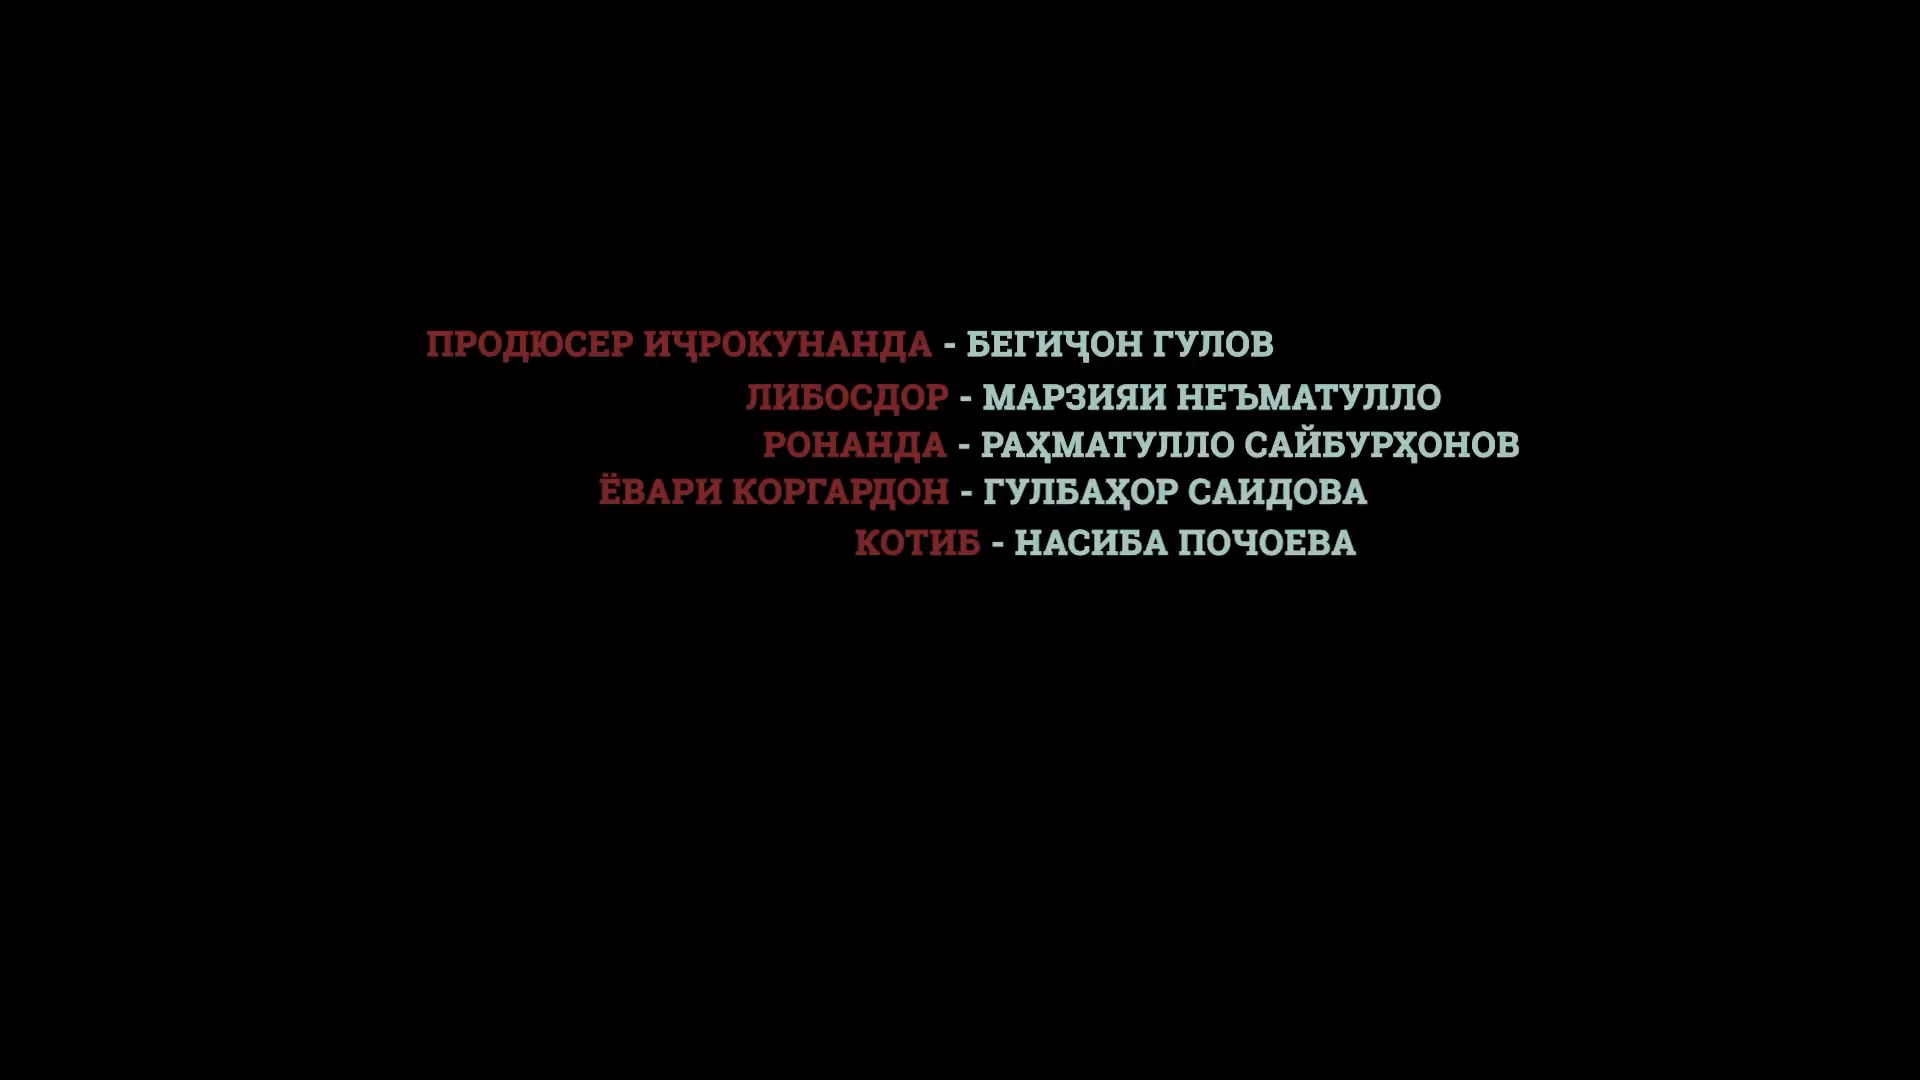 ПРОДЮСЕР ИҶРОКУНАНДА - БЕГИҶОН ГУЛОВ
ЛИБОСДОР - МАРЗИЯИ НЕЪМАТУЛЛО
РОНАНДА - РАҲМАТУЛЛО САЙБУРҲОНОВ
ЁВАРИ КОРГАРДОН - ГУЛБАҲОР САИДОВА
КОТИБ - НАСИБА ПОЧОЕВА